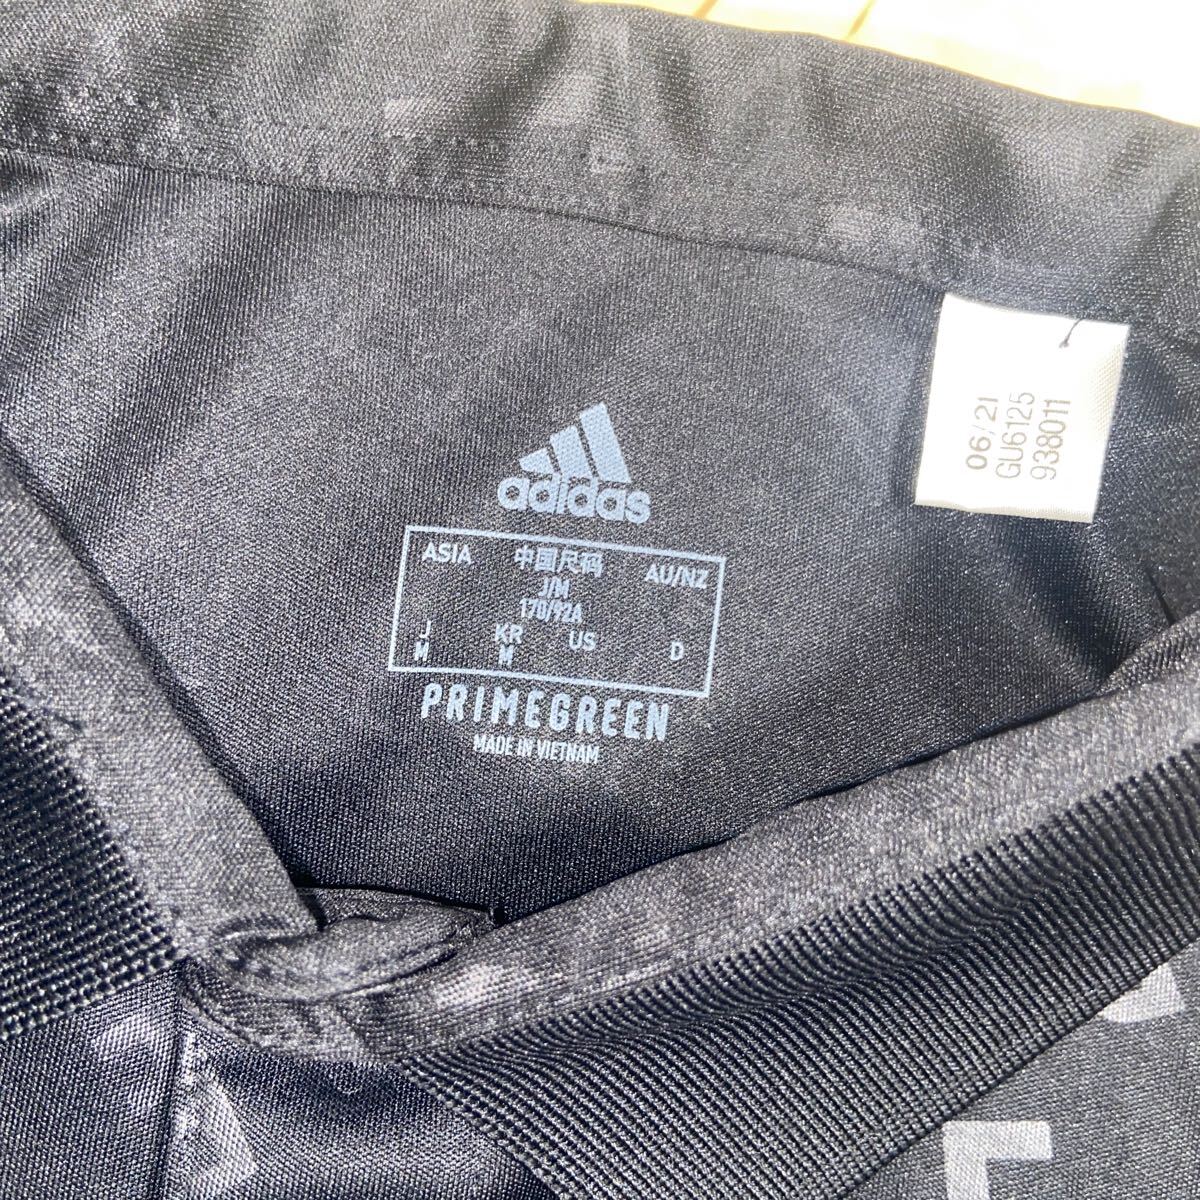 adidas
ASIA 中国尺码 AU/NZ
J/M
170/92A
J KR US D
M M
PRIMEGREEN
MADE IN VIETNAM
06/21
GU6125
938011
L